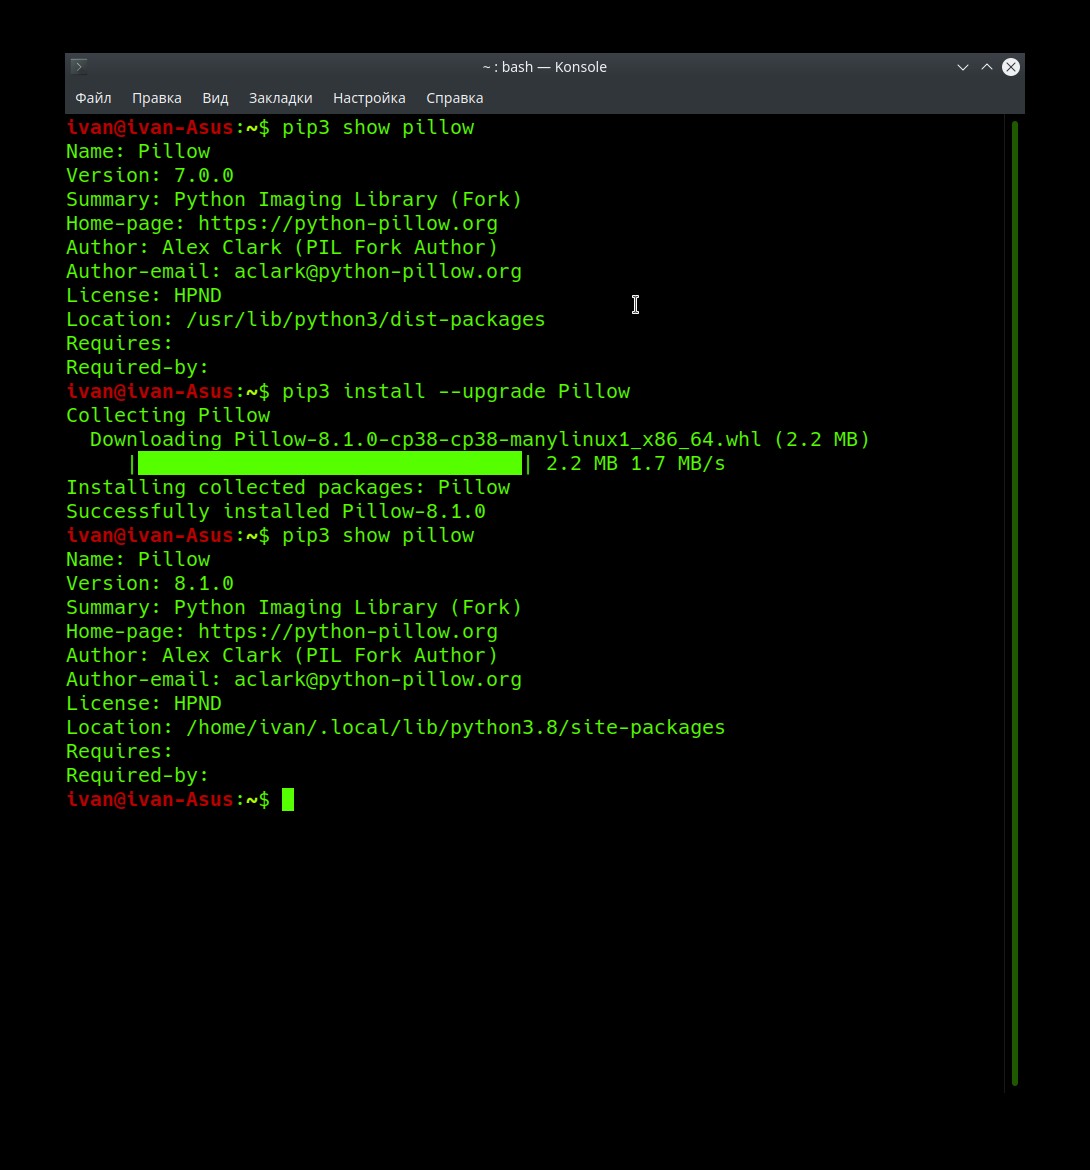 ~ : bash — Konsole
Файл Правка Вид Закладки Настройка Справка
ivan@ivan-Asus:~$ pip3 show pillow
Name: Pillow
Version: 7.0.0
Summary: Python Imaging Library (Fork)
Home-page: https://python-pillow.org
Author: Alex Clark (PIL Fork Author)
Author-email: aclark@python-pillow.org
License: HPND
Location: /usr/lib/python3/dist-packages
Requires:
Required-by:
ivan@ivan-Asus:~$ pip3 install --upgrade Pillow
Collecting Pillow
  Downloading Pillow-8.1.0-cp38-cp38-manylinux1_x86_64.whl (2.2 MB)
     |████████████████████████████████| 2.2 MB 1.7 MB/s
Installing collected packages: Pillow
Successfully installed Pillow-8.1.0
ivan@ivan-Asus:~$ pip3 show pillow
Name: Pillow
Version: 8.1.0
Summary: Python Imaging Library (Fork)
Home-page: https://python-pillow.org
Author: Alex Clark (PIL Fork Author)
Author-email: aclark@python-pillow.org
License: HPND
Location: /home/ivan/.local/lib/python3.8/site-packages
Requires:
Required-by:
ivan@ivan-Asus:~$